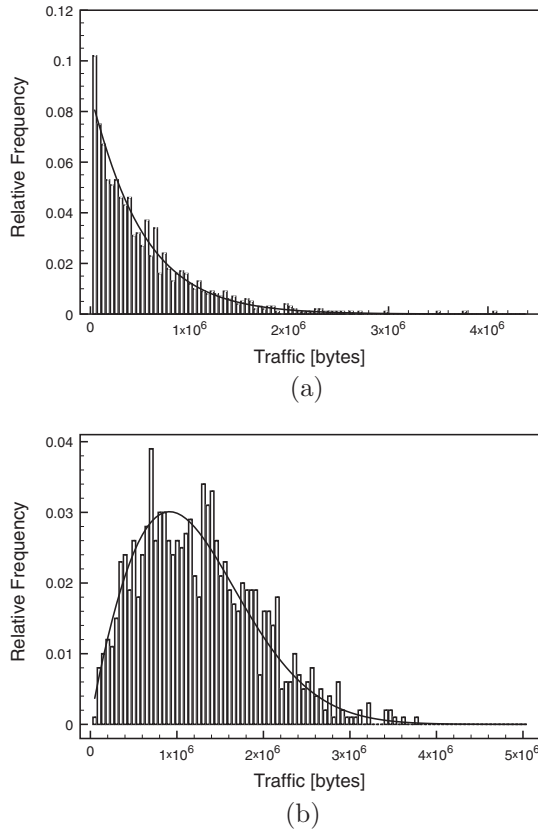 0.12
0.1
0.08
0.06
0.04
0.02
0
Relative Frequency
0 1×10⁶ 2×10⁶ 3×10⁶ 4×10⁶
Traffic [bytes]
(a)
0.04
0.03
0.02
0.01
0
Relative Frequency
0 1×10⁶ 2×10⁶ 3×10⁶ 4×10⁶ 5×10⁶
Traffic [bytes]
(b)